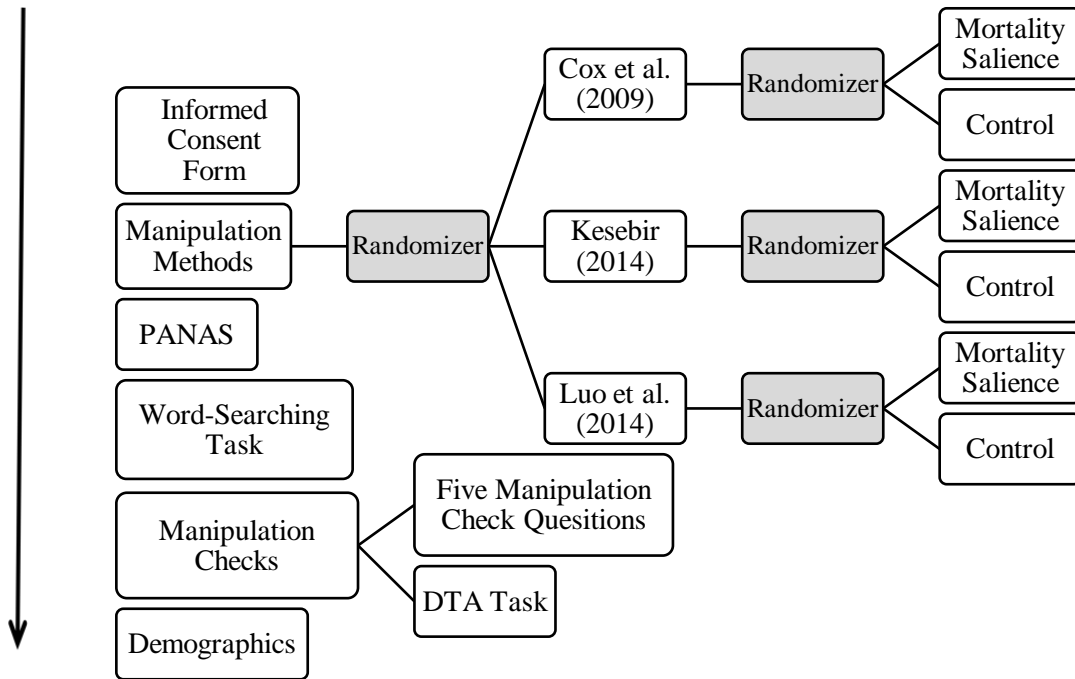 Informed
Consent
Form
Manipulation
Methods
Randomizer
Cox et al.
(2009)
Randomizer
Mortality
Salience
Control
Kesebir
(2014)
Randomizer
Mortality
Salience
Control
Luo et al.
(2014)
Randomizer
Mortality
Salience
Control
PANAS
Word-Searching
Task
Manipulation
Checks
Five Manipulation
Check Quesitions
DTA Task
Demographics